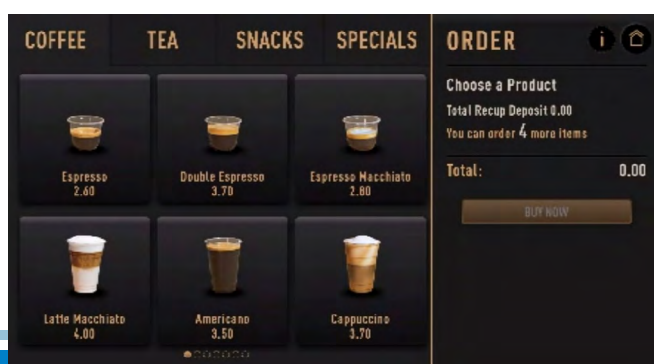 COFFEE TEA SNACKS SPECIALS
Espresso Double Espresso Espresso Macchiato
2.60 3.70 2.80
Latte Macchiato Americano Cappuccino
4.00 3.50 3.70
ORDER i
Choose a Product
Total Recup Deposit 0.00
You can order 4 more items
Total: 0.00
BUY NOW